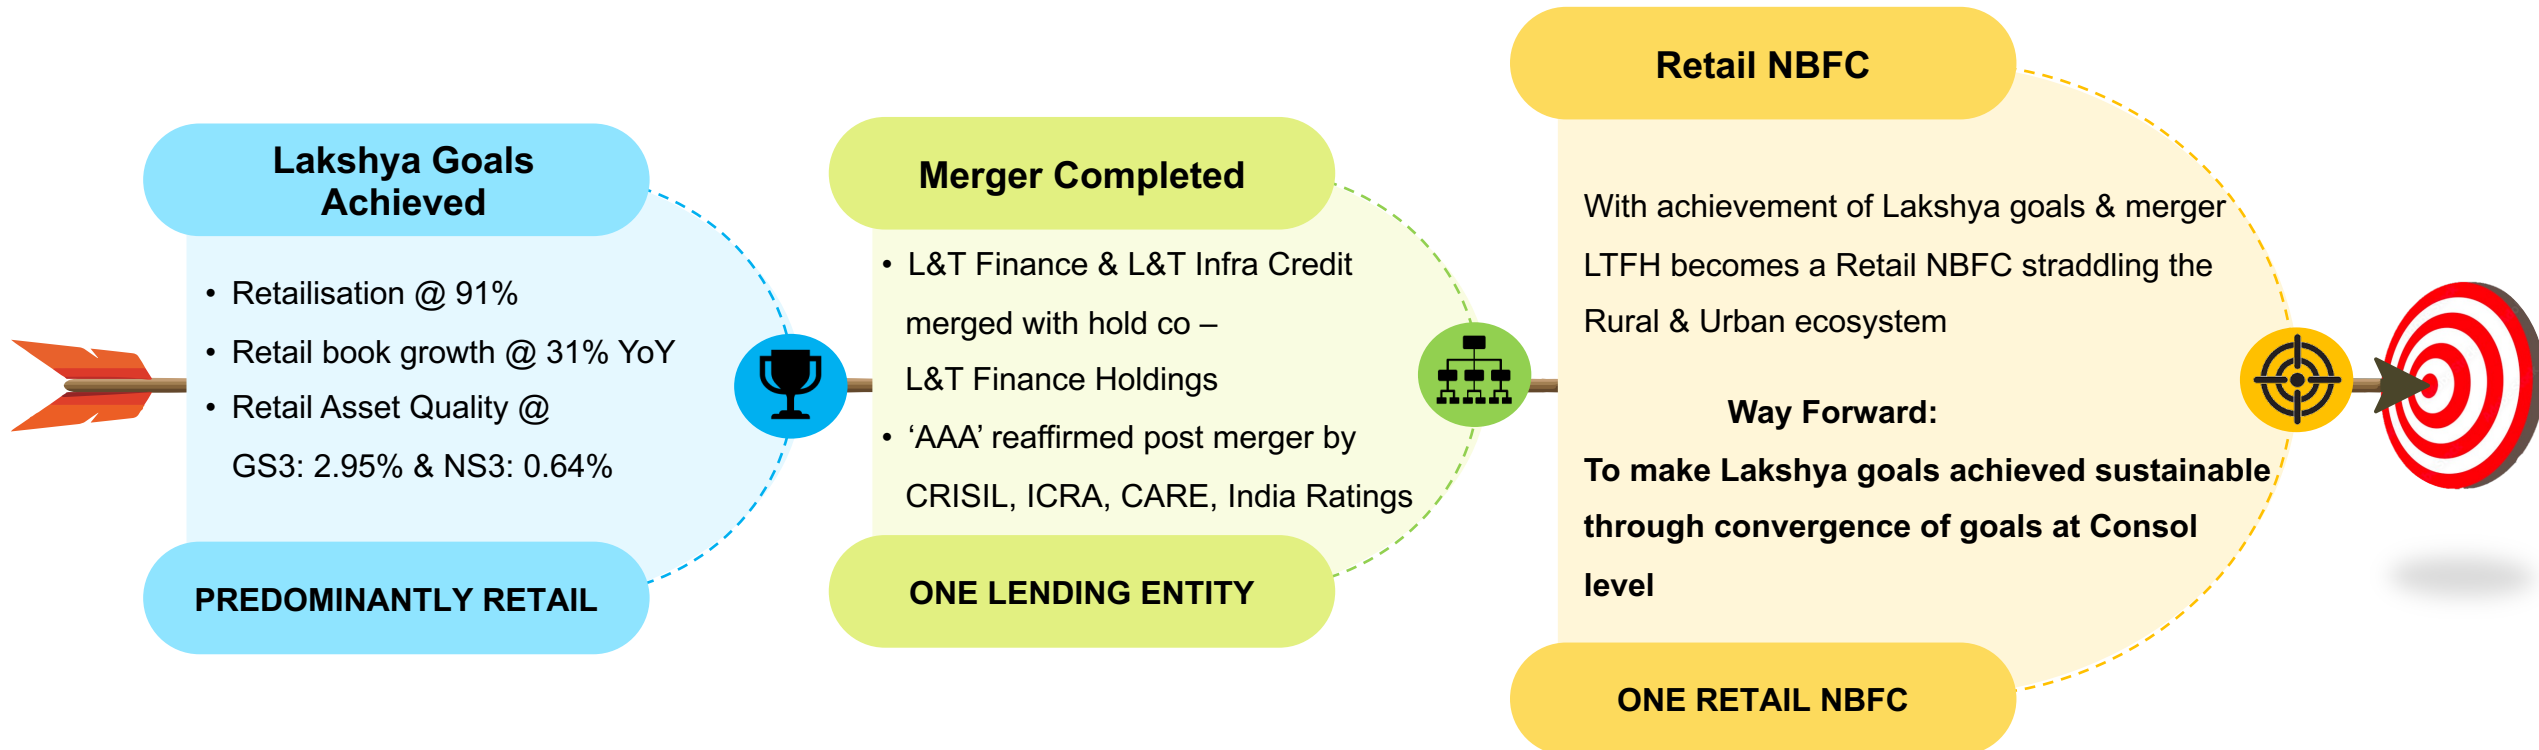 Lakshya Goals
Achieved
• Retailisation @ 91%
• Retail book growth @ 31% YoY
• Retail Asset Quality @
GS3: 2.95% & NS3: 0.64%
PREDOMINANTLY RETAIL
Merger Completed
• L&T Finance & L&T Infra Credit
merged with hold co –
L&T Finance Holdings
• ‘AAA’ reaffirmed post merger by
CRISIL, ICRA, CARE, India Ratings
ONE LENDING ENTITY
Retail NBFC
With achievement of Lakshya goals & merger
LTFH becomes a Retail NBFC straddling the
Rural & Urban ecosystem
Way Forward:
To make Lakshya goals achieved sustainable
through convergence of goals at Consol
level
ONE RETAIL NBFC